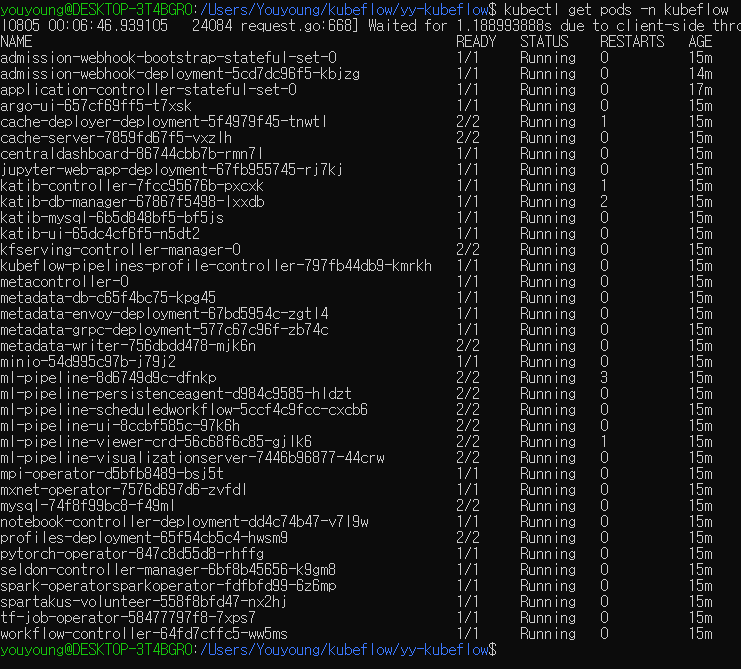 youyoung@DESKTOP-3T4BGRO:/Users/Youyoung/kubeflow/yy-kubeflow$ kubectl get pods -n kubeflow
I0805 00:06:46.939105   24084 request.go:668] Waited for 1.188993888s due to client-side thro
NAME READY STATUS RESTARTS AGE
admission-webhook-bootstrap-stateful-set-0 1/1 Running 0 15m
admission-webhook-deployment-5cd7dc96f5-kbjzg 1/1 Running 0 14m
application-controller-stateful-set-0 1/1 Running 0 17m
argo-ui-657cf69ff5-t7xsk 1/1 Running 0 15m
cache-deployer-deployment-5f4979f45-tnwtl 2/2 Running 1 15m
cache-server-7859fd67f5-vxzlh 2/2 Running 0 15m
centraldashboard-86744cbb7b-rmn7l 1/1 Running 0 15m
jupyter-web-app-deployment-67fb955745-rj7kj 1/1 Running 0 15m
katib-controller-7fcc95676b-pxcxk 1/1 Running 1 15m
katib-db-manager-67867f5498-lxxdb 1/1 Running 2 15m
katib-mysql-6b5d848bf5-bf5js 1/1 Running 0 15m
katib-ui-65dc4cf6f5-n5dt2 1/1 Running 0 15m
kfserving-controller-manager-0 2/2 Running 0 15m
kubeflow-pipelines-profile-controller-797fb44db9-kmrkh 1/1 Running 0 15m
metacontroller-0 1/1 Running 0 15m
metadata-db-c65f4bc75-kpg45 1/1 Running 0 15m
metadata-envoy-deployment-67bd5954c-zgtl4 1/1 Running 0 15m
metadata-grpc-deployment-577c67c96f-zb74c 1/1 Running 0 15m
metadata-writer-756dbdd478-mjk6n 2/2 Running 0 15m
minio-54d995c97b-j79j2 1/1 Running 0 15m
ml-pipeline-8d6749d9c-dfnkp 2/2 Running 3 15m
ml-pipeline-persistenceagent-d984c9585-hldzt 2/2 Running 0 15m
ml-pipeline-scheduledworkflow-5ccf4c9fcc-cxcb6 2/2 Running 0 15m
ml-pipeline-ui-8ccbf585c-97k6h 2/2 Running 0 15m
ml-pipeline-viewer-crd-56c68f6c85-gjlk6 2/2 Running 1 15m
ml-pipeline-visualizationserver-7446b96877-44crw 2/2 Running 0 15m
mpi-operator-d5bfb8489-bsj5t 1/1 Running 0 15m
mxnet-operator-7576d697d6-zvfdl 1/1 Running 0 15m
mysql-74f8f99bc8-f49ml 2/2 Running 0 15m
notebook-controller-deployment-dd4c74b47-v7l9w 1/1 Running 0 15m
profiles-deployment-65f54cb5c4-hwsm9 2/2 Running 0 15m
pytorch-operator-847c8d55d8-rhffg 1/1 Running 0 15m
seldon-controller-manager-6bf8b45656-k9gm8 1/1 Running 0 15m
spark-operatorsparkoperator-fdfbfd99-6z6mp 1/1 Running 0 15m
spartakus-volunteer-558f8bfd47-nx2hj 1/1 Running 0 15m
tf-job-operator-58477797f8-7xps7 1/1 Running 0 15m
workflow-controller-64fd7cffc5-ww5ms 1/1 Running 0 15m
youyoung@DESKTOP-3T4BGRO:/Users/Youyoung/kubeflow/yy-kubeflow$